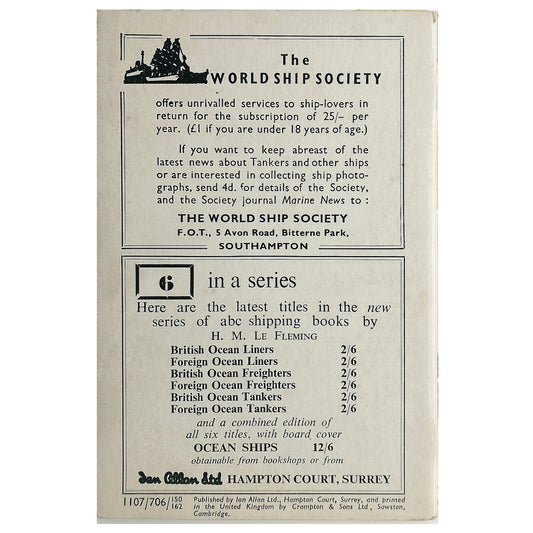 The
WORLD SHIP SOCIETY
offers unrivalled services to ship-lovers in
return for the subscription of 25/– per
year. (£1 if you are under 18 years of age.)
If you want to keep abreast of the
latest news about Tankers and other ships
or are interested in collecting ship photo-
graphs, send 4d. for details of the Society,
and the Society journal Marine News to :
THE WORLD SHIP SOCIETY
F.O.T., 5 Avon Road, Bitterne Park,
SOUTHAMPTON
6 in a series
Here are the latest titles in the new
series of abc shipping books by
H. M. LE FLEMING
British Ocean Liners 2/6
Foreign Ocean Liners 2/6
British Ocean Freighters 2/6
Foreign Ocean Freighters 2/6
British Ocean Tankers 2/6
Foreign Ocean Tankers 2/6
and a combined edition of
all six titles, with board cover
OCEAN SHIPS 12/6
obtainable from bookshops or from
Ian Allan Ltd HAMPTON COURT, SURREY
1107/706/150/162
Published by Ian Allen Ltd., Hampton Court, Surrey, and printed
in the United Kingdom by Crampton & Sons Ltd., Sawston,
Cambridge.